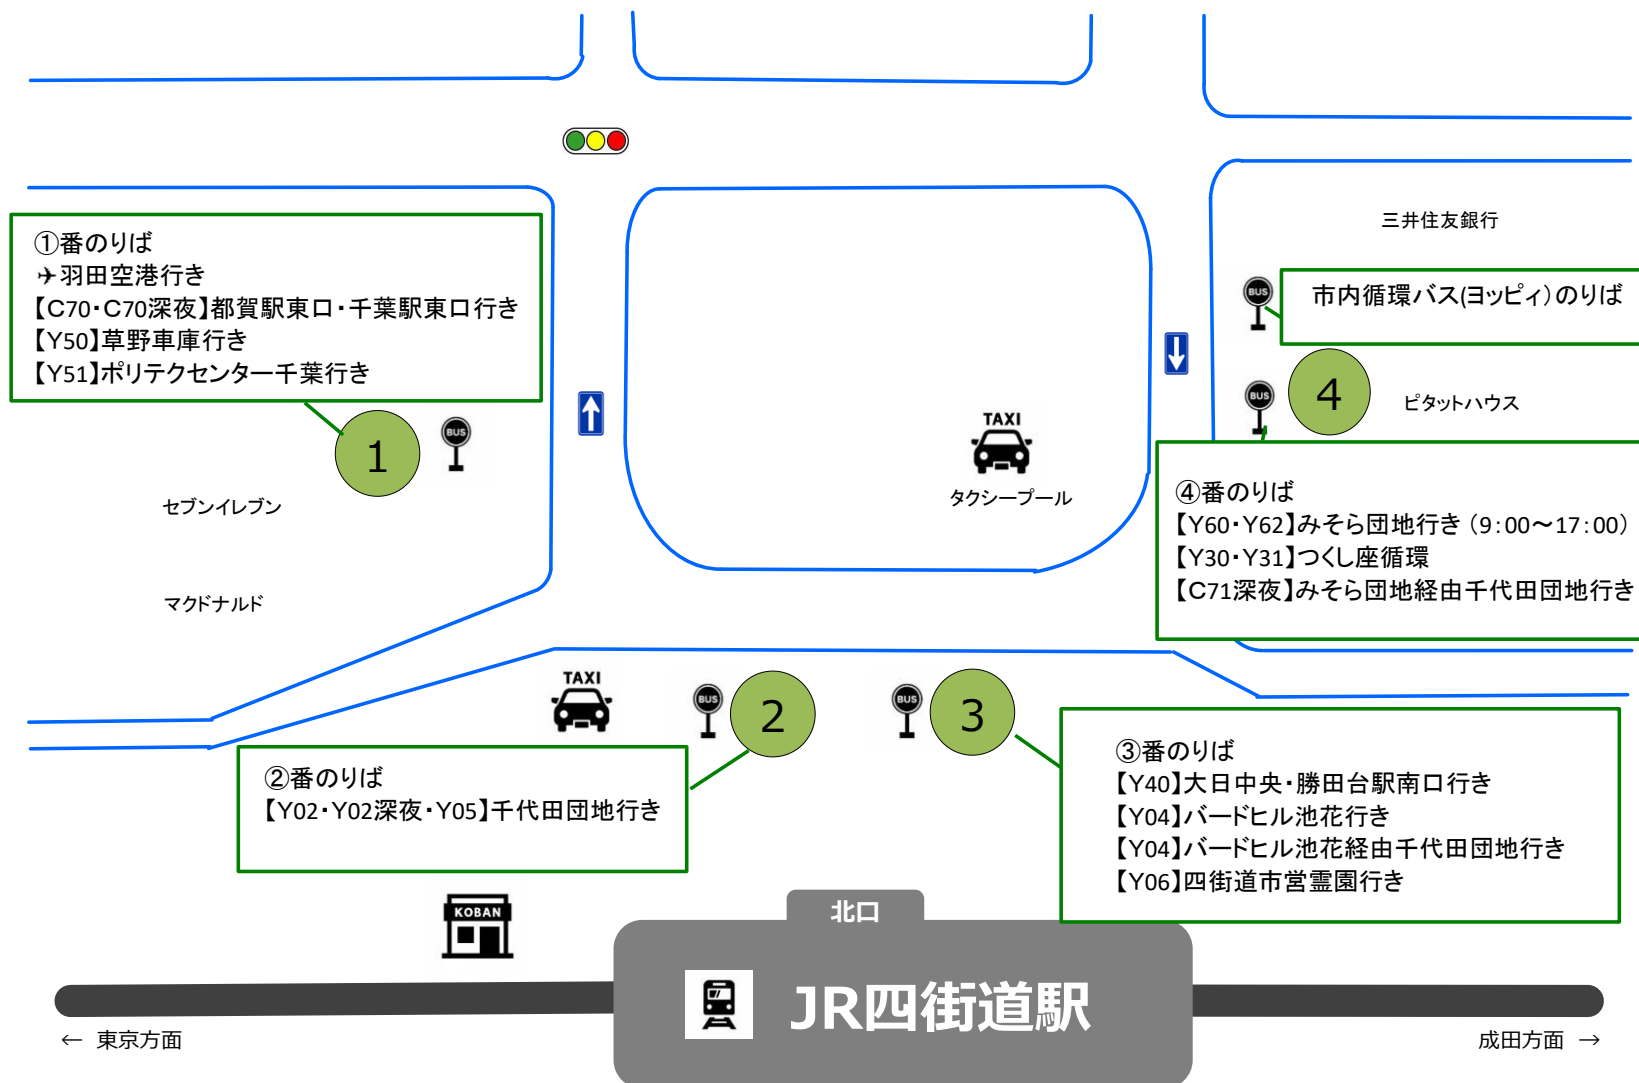 ①番のりば
✈羽田空港行き
【C70・C70深夜】都賀駅東口・千葉駅東口行き
【Y50】草野車庫行き
【Y51】ポリテクセンター千葉行き
1
BUS
セブンイレブン
マクドナルド
三井住友銀行
BUS
市内循環バス(ヨッピィ)のりば
BUS
4
ピタットハウス
TAXI
タクシープール
④番のりば
【Y60・Y62】みそら団地行き (9:00～17:00)
【Y30・Y31】つくし座循環
【C71深夜】みそら団地経由千代田団地行き
TAXI
BUS
2
BUS
3
②番のりば
【Y02・Y02深夜・Y05】千代田団地行き
③番のりば
【Y40】大日中央・勝田台駅南口行き
【Y04】バードヒル池花行き
【Y04】バードヒル池花経由千代田団地行き
【Y06】四街道市営霊園行き
KOBAN
北口
JR四街道駅
← 東京方面
成田方面 →